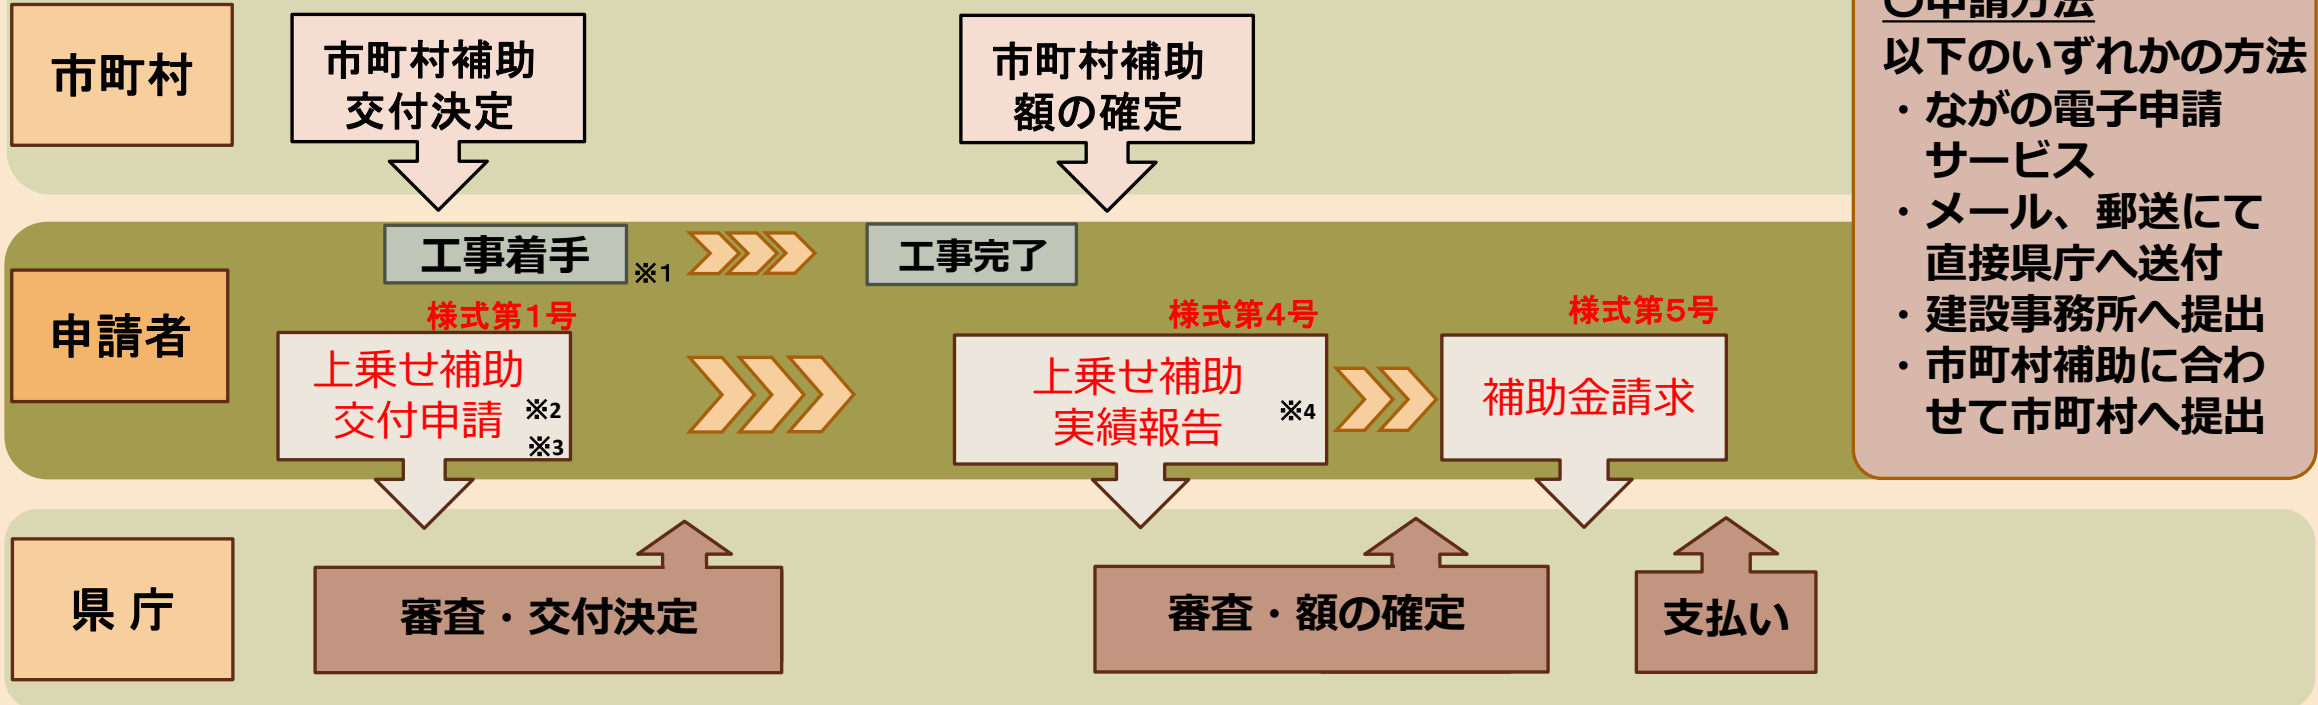 市町村
市町村補助
交付決定
市町村補助
額の確定
工事着手
※1
工事完了
申請者
様式第1号
上乗せ補助
交付申請
※2
※3
様式第4号
上乗せ補助
実績報告
※4
様式第5号
補助金請求
県 庁
審査・交付決定
審査・額の確定
支払い
〇申請方法
以下のいずれかの方法
・ながの電子申請
サービス
・メール、郵送にて
直接県庁へ送付
・建設事務所へ提出
・市町村補助に合わ
せて市町村へ提出